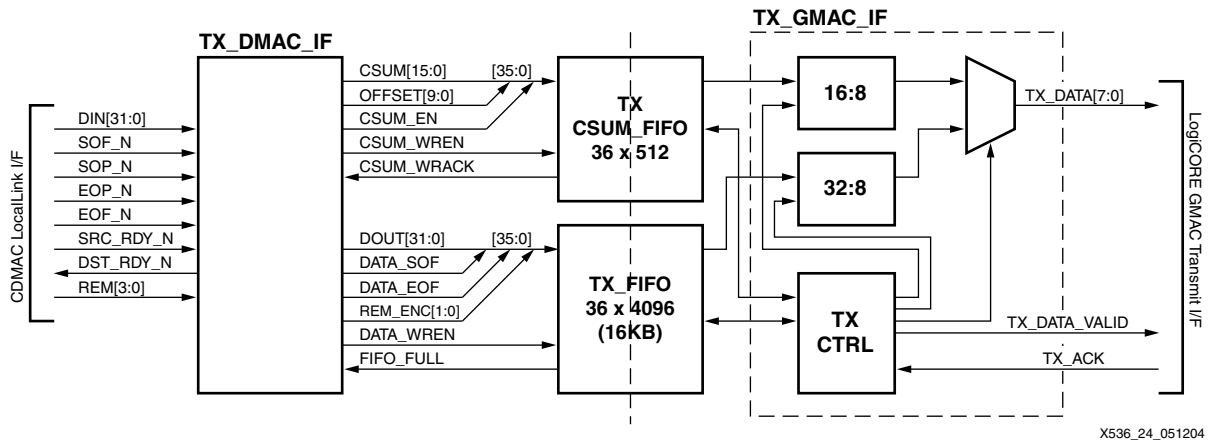 TX_GMAC_IF
TX_DMAC_IF
CSUM[15:0]
[35:0]
OFFSET[9:0]
CSUM_EN
CSUM_WREN
CSUM_WRACK
TX
CSUM_FIFO
36 x 512
16:8
32:8
TX_DATA[7:0]
CDMAC LocalLink I/F
DIN[31:0]
SOF_N
SOP_N
EOP_N
EOF_N
SRC_RDY_N
DST_RDY_N
REM[3:0]
DOUT[31:0]
[35:0]
DATA_SOF
DATA_EOF
REM_ENC[1:0]
DATA_WREN
FIFO_FULL
TX_FIFO
36 x 4096
(16KB)
TX
CTRL
TX_DATA_VALID
TX_ACK
LogiCORE GMAC Transmit I/F
X536_24_051204